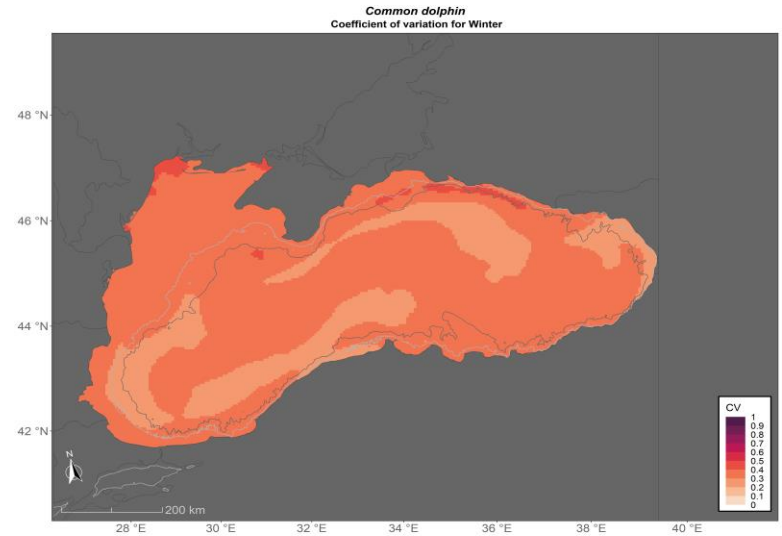 Common dolphin
Coefficient of variation for Winter
48 °N
46 °N
44 °N
42 °N
CV
1
0.9
0.8
0.7
0.6
0.5
0.4
0.3
0.2
0.1
0
N
200 km
28 °E
30 °E
32 °E
34 °E
36 °E
38 °E
40 °E